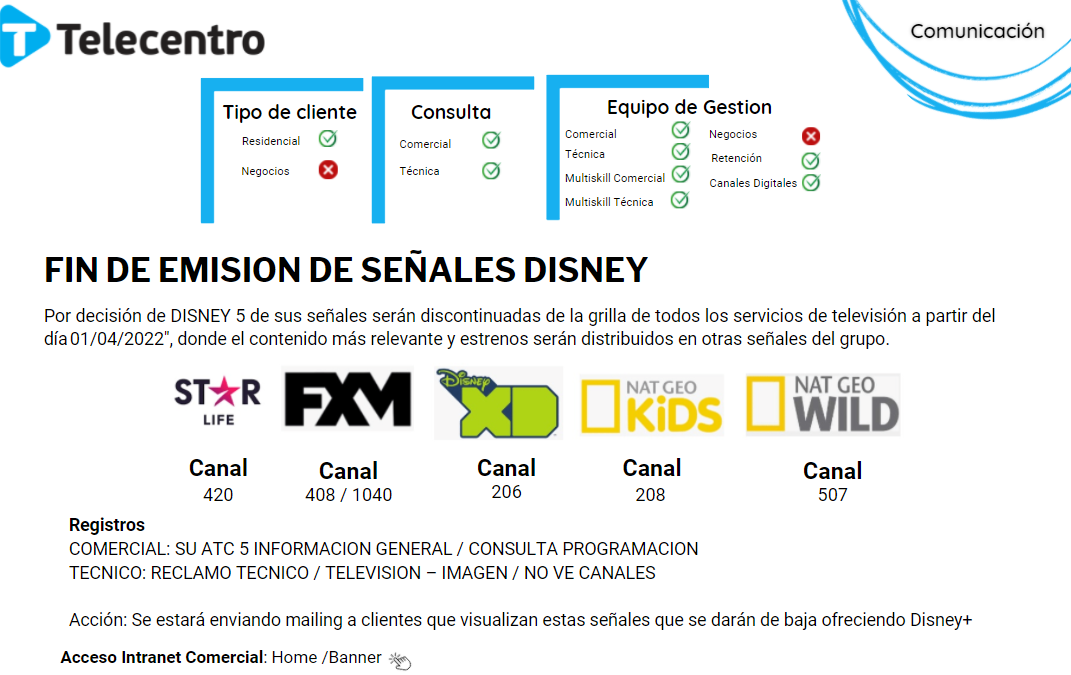 Telecentro
Comunicación
Tipo de cliente
Residencial
Negocios
Consulta
Comercial
Técnica
Equipo de Gestion
Comercial
Técnica
Multiskill Comercial
Multiskill Técnica
Negocios
Retención
Canales Digitales
FIN DE EMISION DE SEÑALES DISNEY
Por decisión de DISNEY 5 de sus señales serán discontinuadas de la grilla de todos los servicios de televisión a partir del
día 01/04/2022", donde el contenido más relevante y estrenos serán distribuidos en otras señales del grupo.
STAR
LIFE
FXM
Disney
XD
NAT GEO
KiDS
NAT GEO
WILD
Canal
420
Canal
408 / 1040
Canal
206
Canal
208
Canal
507
Registros
COMERCIAL: SU ATC 5 INFORMACION GENERAL / CONSULTA PROGRAMACION
TECNICO: RECLAMO TECNICO / TELEVISION – IMAGEN / NO VE CANALES
Acción: Se estará enviando mailing a clientes que visualizan estas señales que se darán de baja ofreciendo Disney+
Acceso Intranet Comercial: Home /Banner